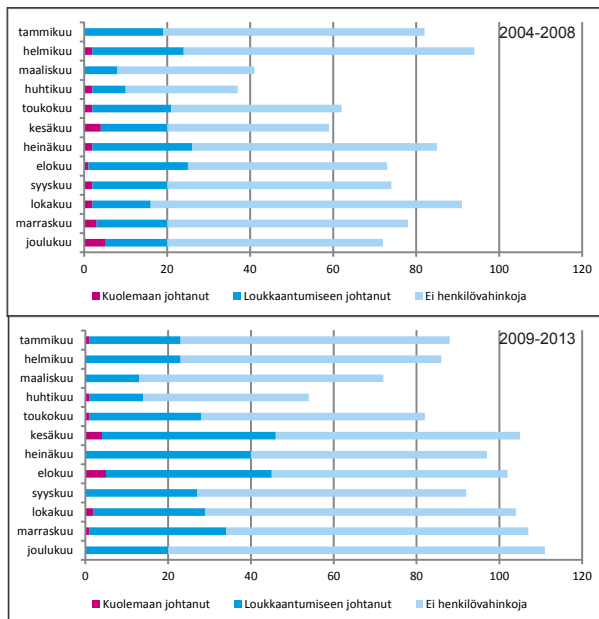 2004-2008
tammikuu
helmikuu
maaliskuu
huhtikuu
toukokuu
kesäkuu
heinäkuu
elokuu
syyskuu
lokakuu
marraskuu
joulukuu
0 20 40 60 80 100 120
Kuolemaan johtanut Loukkaantumiseen johtanut Ei henkilövahinkoja
2009-2013
tammikuu
helmikuu
maaliskuu
huhtikuu
toukokuu
kesäkuu
heinäkuu
elokuu
syyskuu
lokakuu
marraskuu
joulukuu
0 20 40 60 80 100 120
Kuolemaan johtanut Loukkaantumiseen johtanut Ei henkilövahinkoja